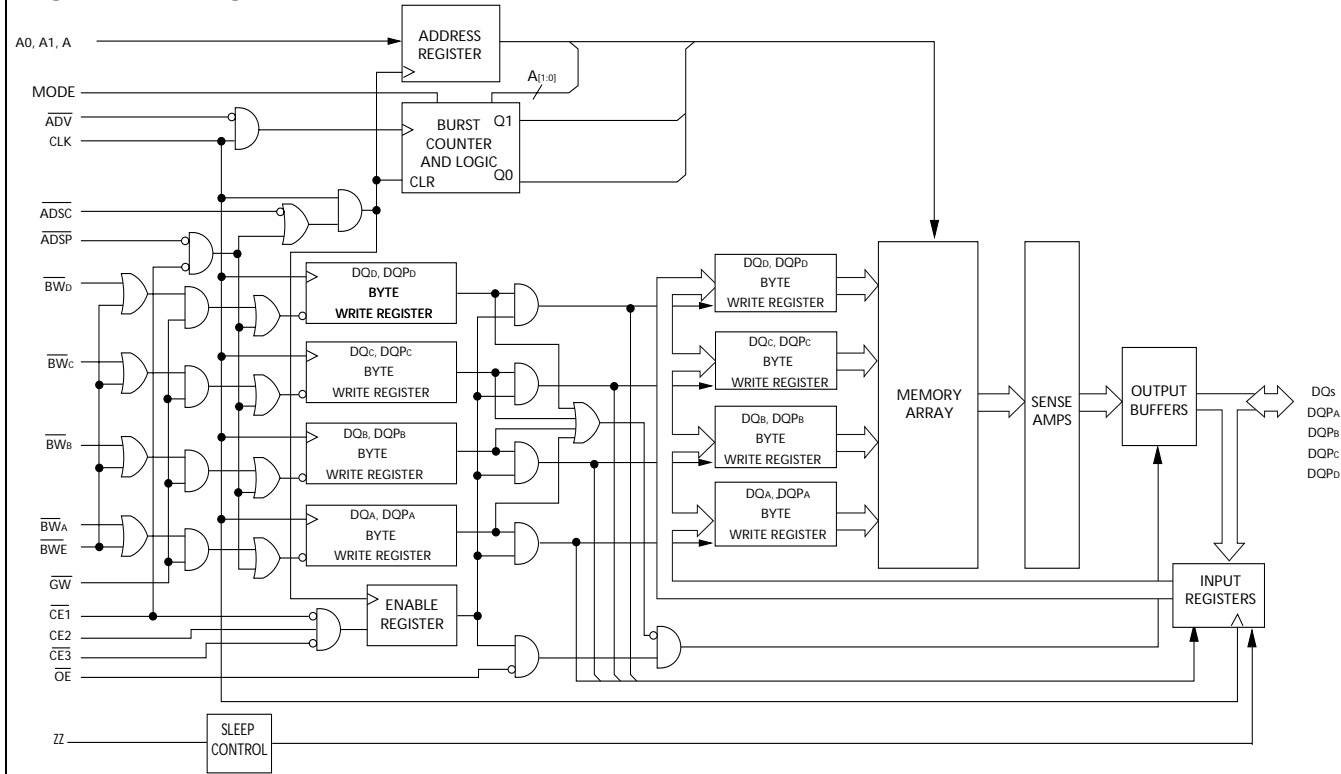 A0, A1, A
ADDRESS
REGISTER
A[1:0]
MODE
ADV
CLK
BURST
COUNTER
AND LOGIC
Q1
Q0
CLR
ADSC
ADSP
BWD
DQD, DQPD
BYTE
WRITE REGISTER
DQD, DQPD
BYTE
WRITE REGISTER
BWC
DQC, DQPC
BYTE
WRITE REGISTER
DQC, DQPC
BYTE
WRITE REGISTER
BWB
DQB, DQPB
BYTE
WRITE REGISTER
DQB, DQPB
BYTE
WRITE REGISTER
BWA
BWE
DQA, DQPA
BYTE
WRITE REGISTER
DQA, DQPA
BYTE
WRITE REGISTER
MEMORY
ARRAY
SENSE
AMPS
OUTPUT
BUFFERS
DQs
DQPA
DQPB
DQPC
DQPD
GW
CE1
CE2
CE3
OE
ENABLE
REGISTER
INPUT
REGISTERS
ZZ
SLEEP
CONTROL